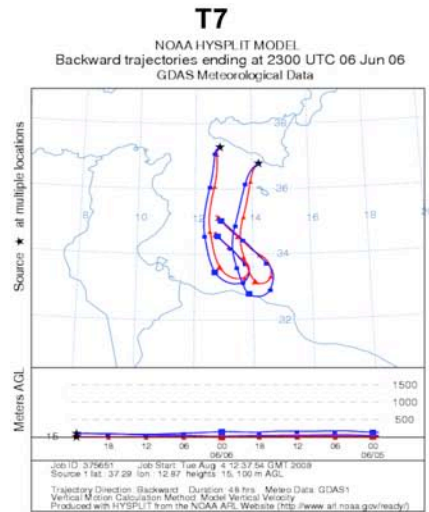 T7
NOAA HYSPLIT MODEL
Backward trajectories ending at 2300 UTC 06 Jun 06
GDAS Meteorological Data
Source ★ at multiple locations
38
36
34
32
8
10
12
14
16
18
Meters AGL
1500
1000
500
15
18 12 06 00 18 12 06 00
06/06 06/05
Job Start: Tue Aug 4 12:37:54 GMT 2009
Source 1 lat.: 37.29 lon.: 12.87 heights: 15, 100 m AGL
Trajectory Direction: Backward Duration: 48 hrs Meteo Data: GDAS1
Vertical Motion Calculation Method: Model Vertical Velocity
Produced with HYSPLIT from the NOAA ARL Website (http://www.arl.noaa.gov/ready/)